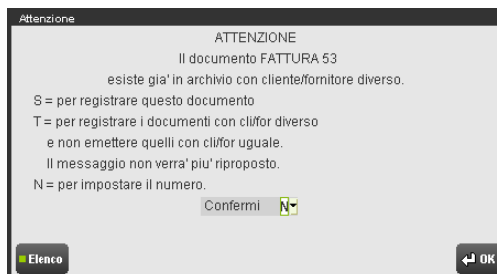 Attenzione
ATTENZIONE
Il documento FATTURA 53
esiste gia' in archivio con cliente/fornitore diverso.
S = per registrare questo documento
T = per registrare i documenti con cli/for diverso
e non emettere quelli con cli/for uguale.
Il messaggio non verra' piu' riproposto.
N = per impostare il numero.
Confermi N
Elenco
OK